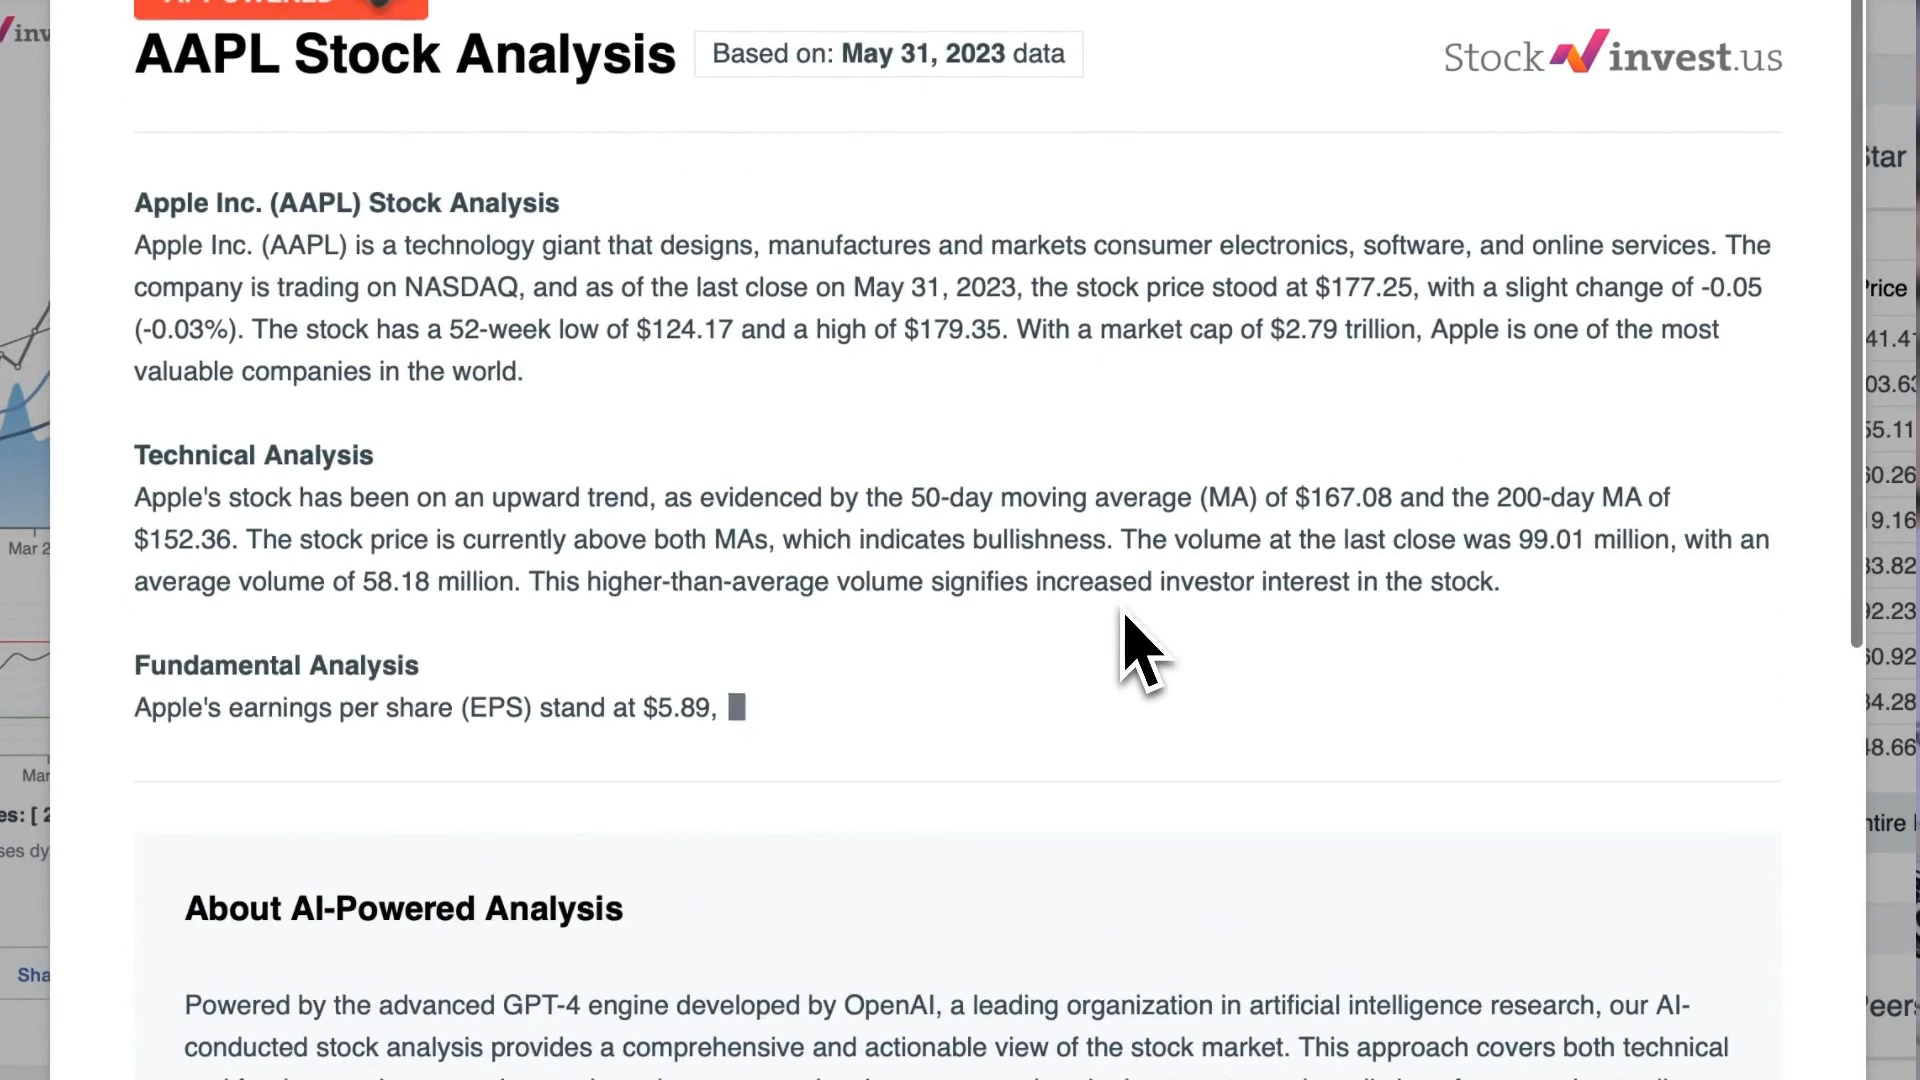 AAPL Stock Analysis
Based on: May 31, 2023 data
Stock invest.us
Apple Inc. (AAPL) Stock Analysis
Apple Inc. (AAPL) is a technology giant that designs, manufactures and markets consumer electronics, software, and online services. The
company is trading on NASDAQ, and as of the last close on May 31, 2023, the stock price stood at $177.25, with a slight change of -0.05
(-0.03%). The stock has a 52-week low of $124.17 and a high of $179.35. With a market cap of $2.79 trillion, Apple is one of the most
valuable companies in the world.
Technical Analysis
Apple's stock has been on an upward trend, as evidenced by the 50-day moving average (MA) of $167.08 and the 200-day MA of
$152.36. The stock price is currently above both MAs, which indicates bullishness. The volume at the last close was 99.01 million, with an
average volume of 58.18 million. This higher-than-average volume signifies increased investor interest in the stock.
Fundamental Analysis
Apple's earnings per share (EPS) stand at $5.89,
About AI-Powered Analysis
Powered by the advanced GPT-4 engine developed by OpenAI, a leading organization in artificial intelligence research, our AI-
conducted stock analysis provides a comprehensive and actionable view of the stock market. This approach covers both technical